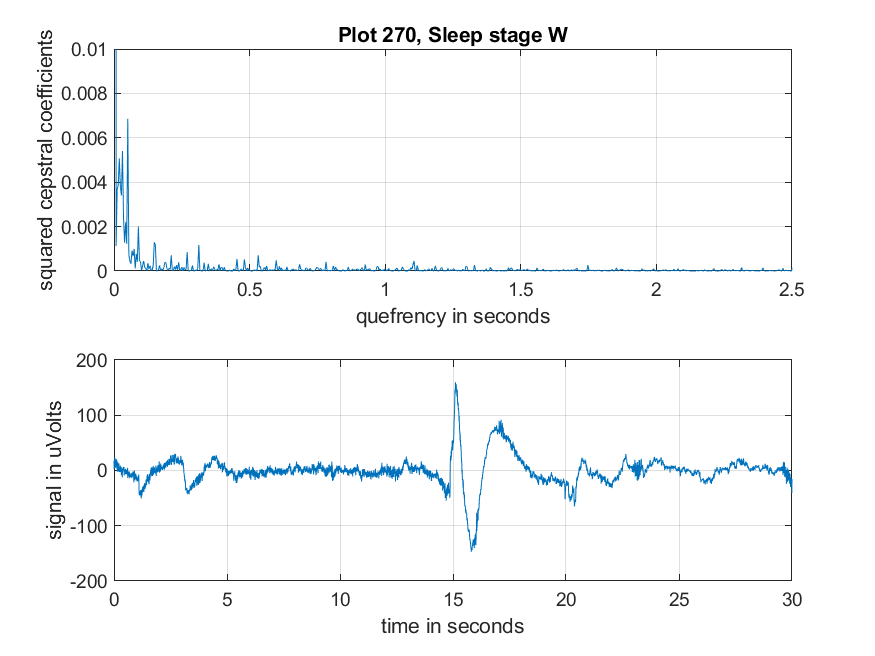 Plot 270, Sleep stage W
squared cepstral coefficients
0.01
0.008
0.006
0.004
0.002
0
0 0.5 1 1.5 2 2.5
quefrency in seconds
signal in uVolts
200
100
0
-100
-200
0 5 10 15 20 25 30
time in seconds